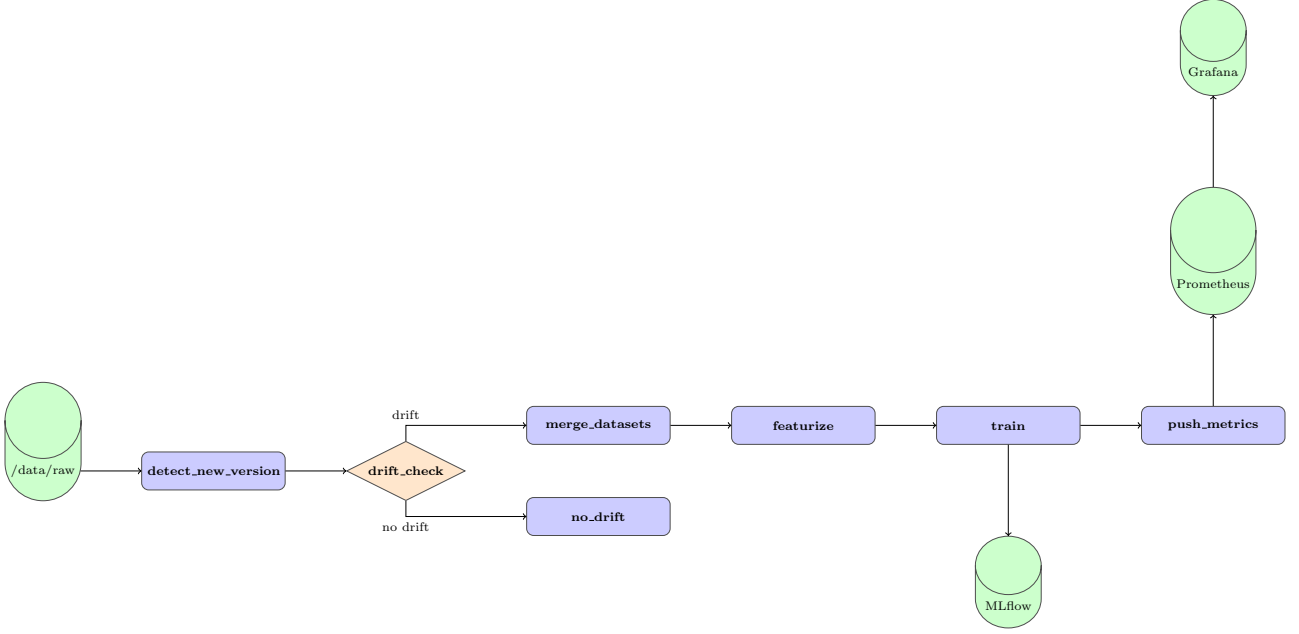 Grafana
Prometheus
/data/raw
detect_new_version
drift_check
drift
no drift
merge_datasets
no_drift
featurize
train
push_metrics
MLflow